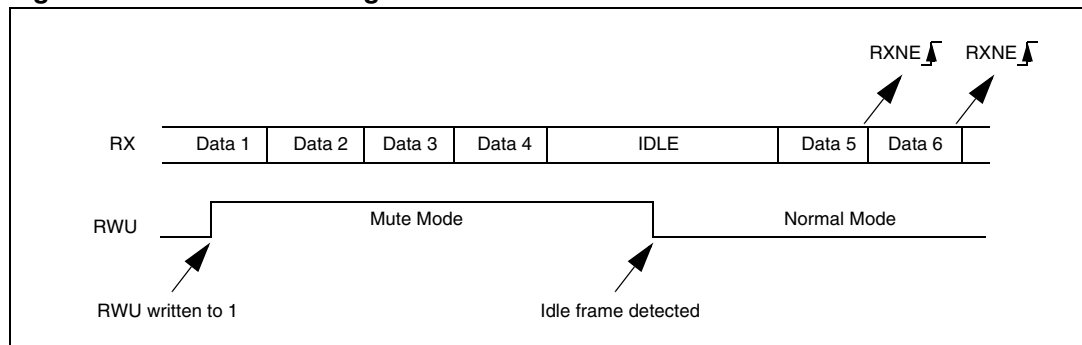 RXNE RXNE
RX Data 1 Data 2 Data 3 Data 4 IDLE Data 5 Data 6
RWU Mute Mode Normal Mode
RWU written to 1 Idle frame detected